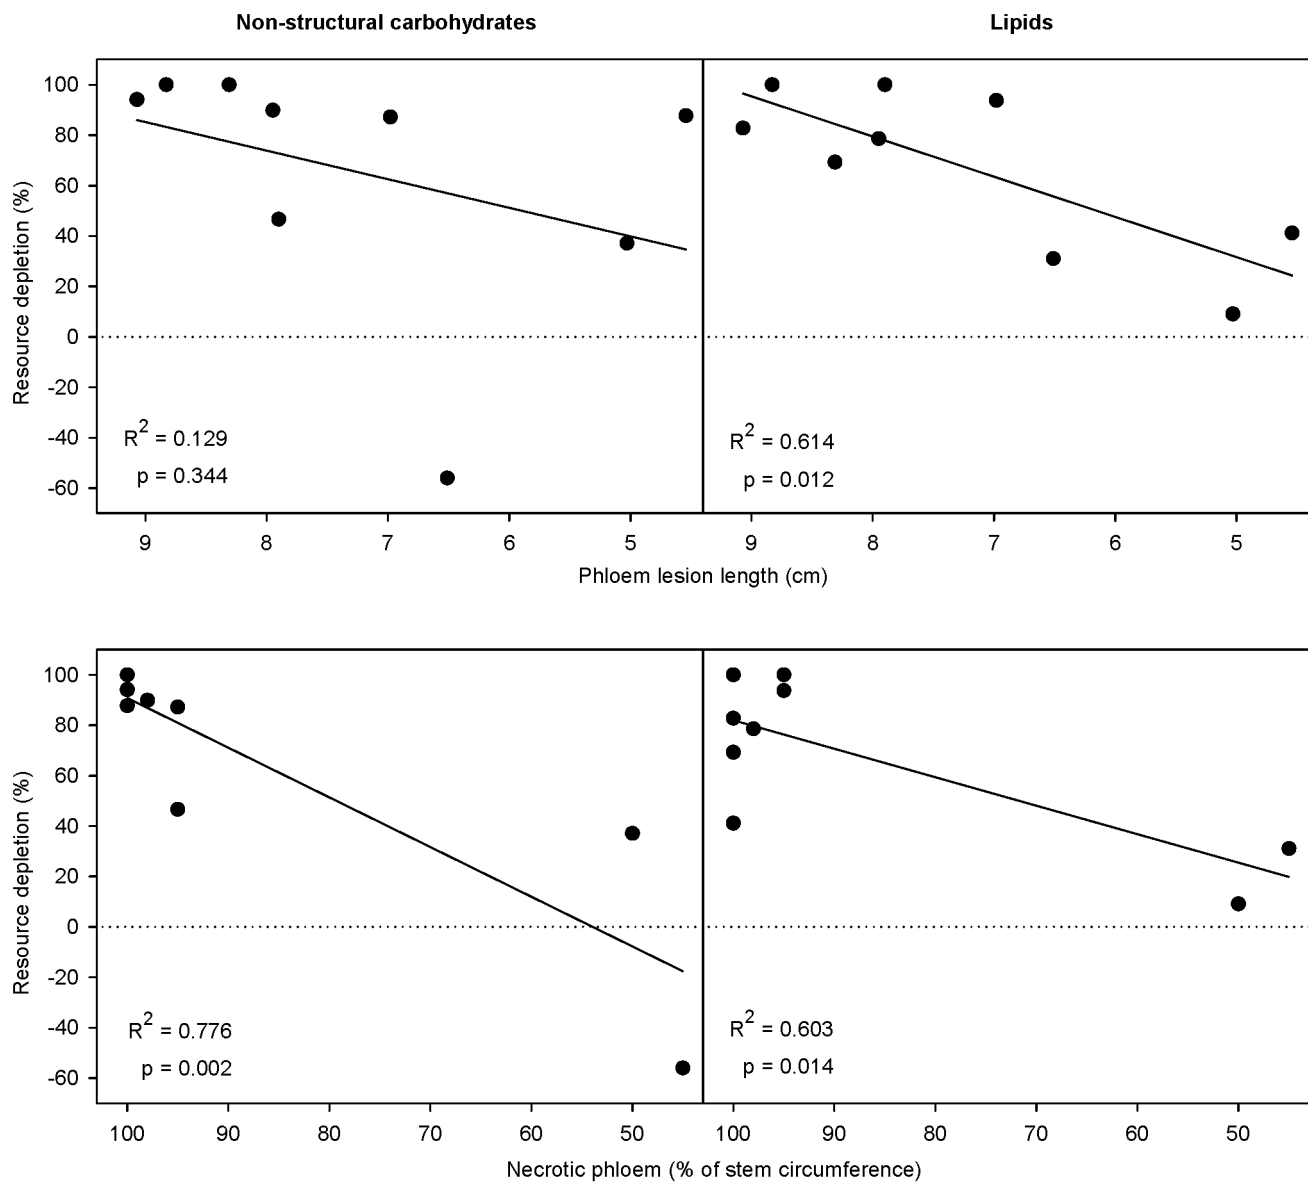 Non-structural carbohydrates
Lipids
Resource depletion (%)
100
80
60
40
20
0
-20
-40
-60
R2 = 0.129
p = 0.344
R2 = 0.614
p = 0.012
9 8 7 6 5
9 8 7 6 5
Phloem lesion length (cm)
Resource depletion (%)
100
80
60
40
20
0
-20
-40
-60
R2 = 0.776
p = 0.002
R2 = 0.603
p = 0.014
100 90 80 70 60 50
100 90 80 70 60 50
Necrotic phloem (% of stem circumference)